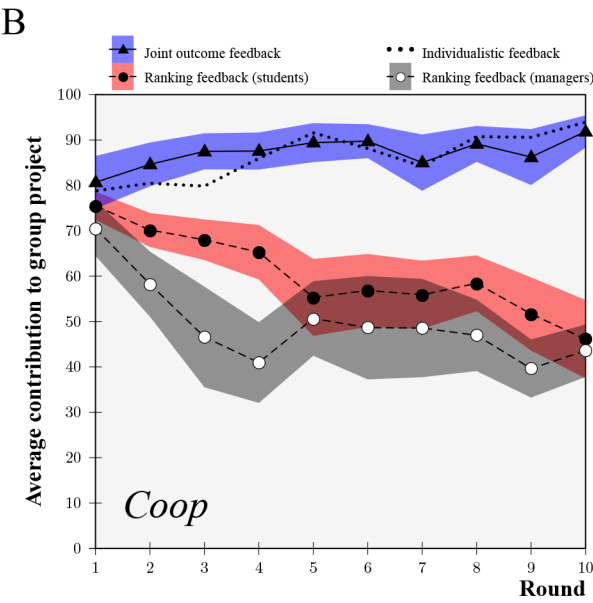 B
Joint outcome feedback
Individualistic feedback
Ranking feedback (students)
Ranking feedback (managers)
Average contribution to group project
100
90
80
70
60
50
40
30
20
10
0
Coop
1 2 3 4 5 6 7 8 9 10
Round